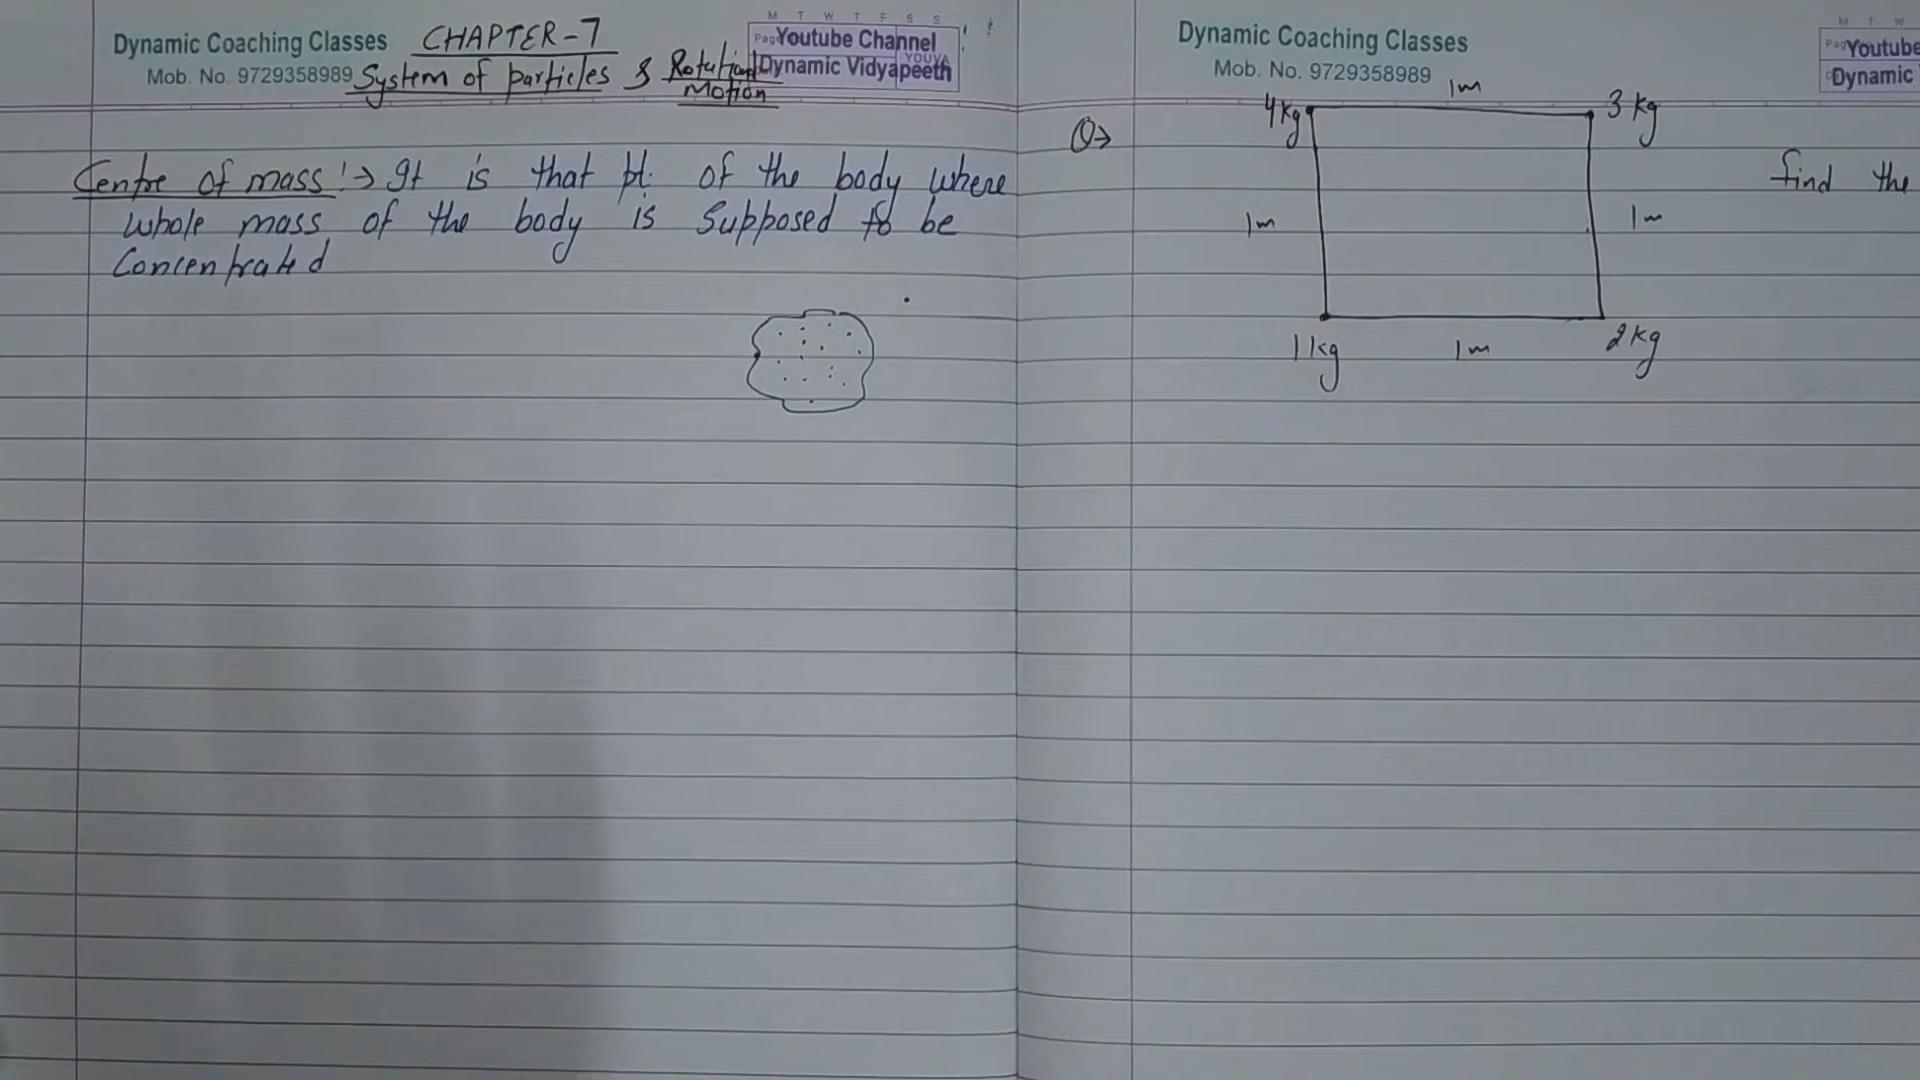 Dynamic Coaching Classes CHAPTER-7
Mob. No. 9729358989 System of particles & Rotational
Motion
M T W T F S S
Youtube Channel
YOUVA
Dynamic Vidyapeeth
Centre of mass :→ It is that pt. of the body where
whole mass of the body is supposed to be
Concentrated
Dynamic Coaching Classes
Mob. No. 9729358989
M T W
Youtube
Dynamic
Q→
4kg
1m
3 kg
find the
1m
1m
1kg
1m
2kg